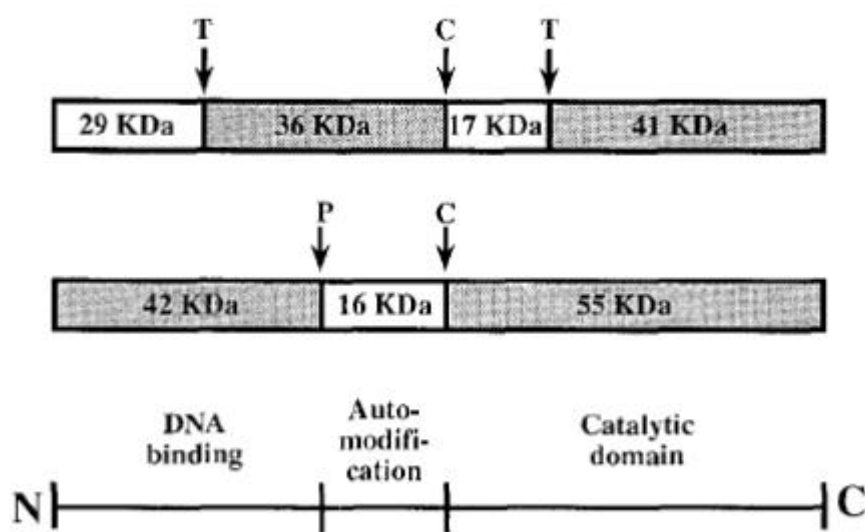 T C T
29 KDa 36 KDa 17 KDa 41 KDa
P C
42 KDa 16 KDa 55 KDa
DNA
binding
Auto-
modifi-
cation
Catalytic
domain
N C